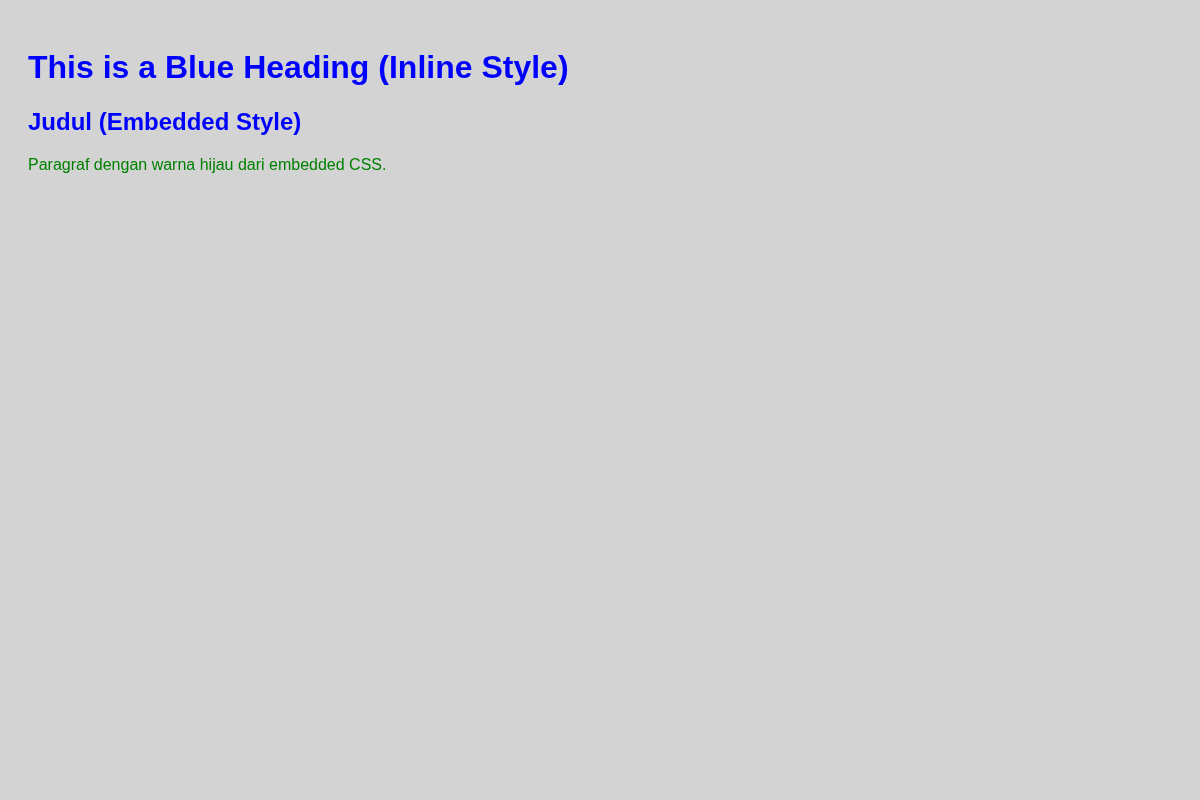 This is a Blue Heading (Inline Style)
Judul (Embedded Style)
Paragraf dengan warna hijau dari embedded CSS.